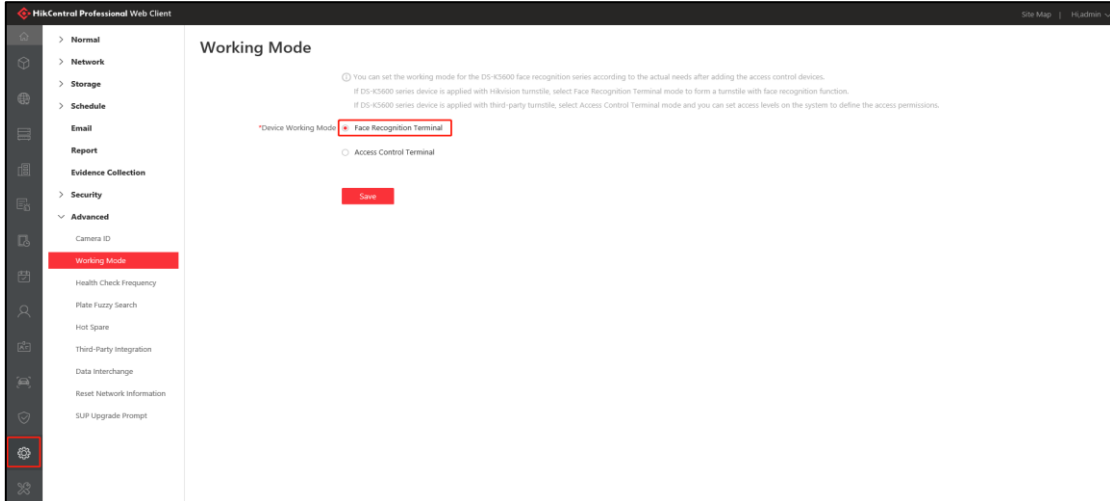 HikCentral Professional Web Client
Site Map | Hi,admin
Normal
Network
Storage
Schedule
Email
Report
Evidence Collection
Security
Advanced
Camera ID
Working Mode
Health Check Frequency
Plate Fuzzy Search
Hot Spare
Third-Party Integration
Data Interchange
Reset Network Information
SUP Upgrade Prompt
Working Mode
You can set the working mode for the DS-K5600 face recognition series according to the actual needs after adding the access control devices.
If DS-K5600 series device is applied with Hikvision turnstile, select Face Recognition Terminal mode to form a turnstile with face recognition function.
If DS-K5600 series device is applied with third-party turnstile, select Access Control Terminal mode and you can set access levels on the system to define the access permissions.
*Device Working Mode Face Recognition Terminal
Access Control Terminal
Save